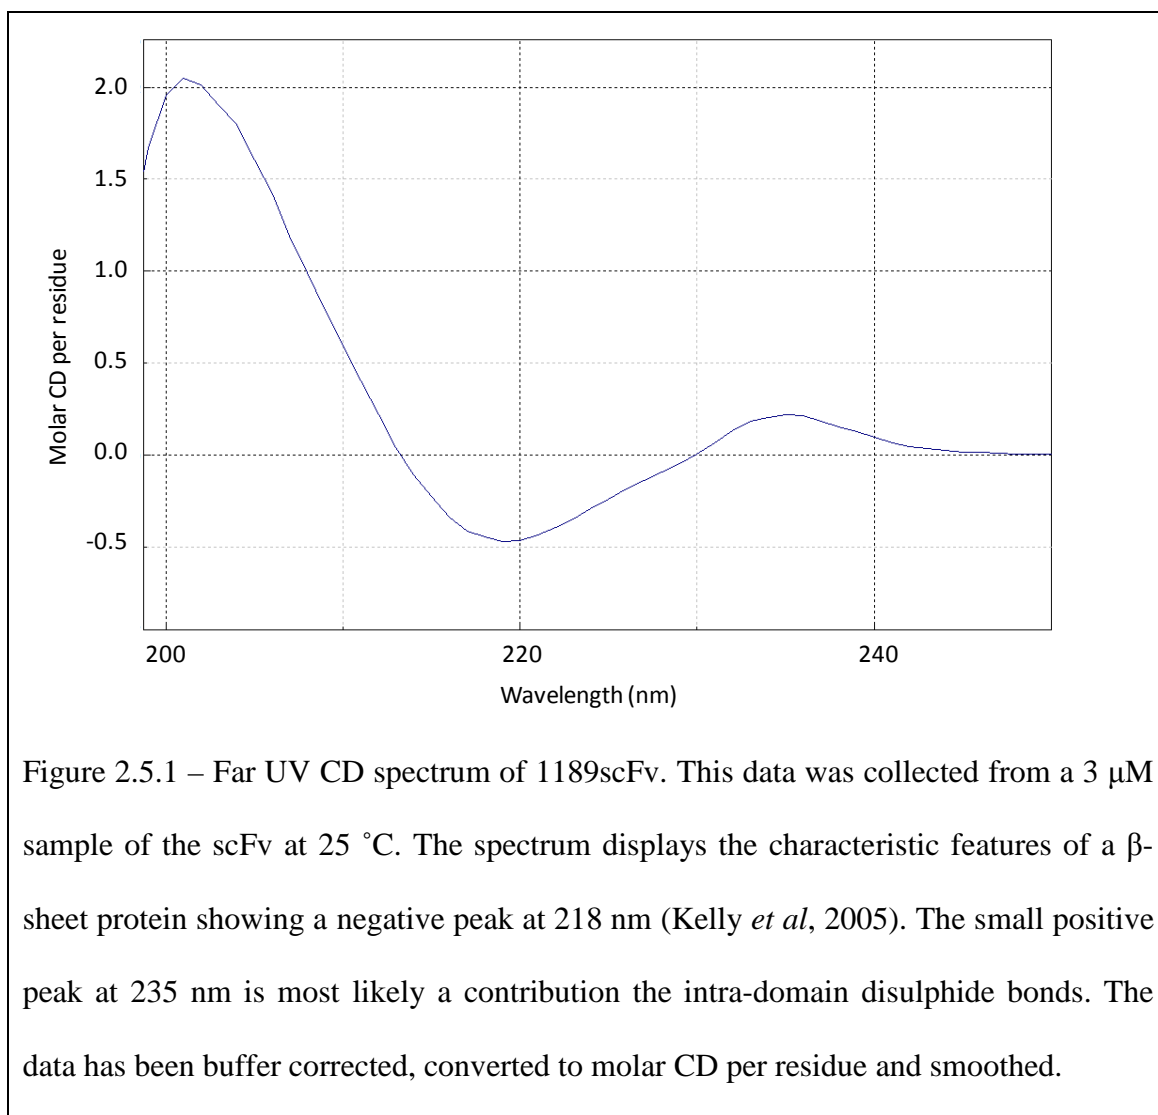 2.0
1.5
1.0
0.5
0.0
-0.5
Molar CD per residue
200 220 240
Wavelength (nm)
Figure 2.5.1 – Far UV CD spectrum of 1189scFv. This data was collected from a 3 μM
sample of the scFv at 25 ˚C. The spectrum displays the characteristic features of a β-
sheet protein showing a negative peak at 218 nm (Kelly et al, 2005). The small positive
peak at 235 nm is most likely a contribution the intra-domain disulphide bonds. The
data has been buffer corrected, converted to molar CD per residue and smoothed.